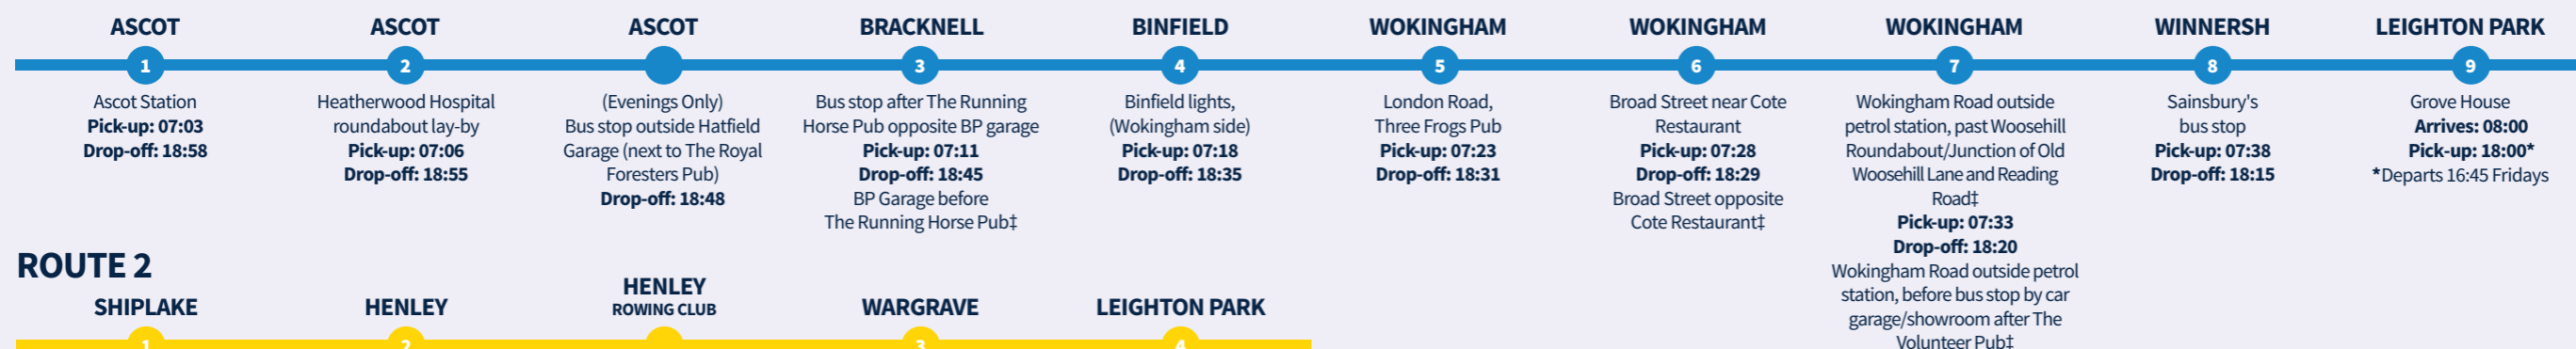 ASCOT
1
Ascot Station
Pick-up: 07:03
Drop-off: 18:58
ASCOT
2
Heatherwood Hospital
roundabout lay-by
Pick-up: 07:06
Drop-off: 18:55
ASCOT
(Evenings Only)
Bus stop outside Hatfield
Garage (next to The Royal
Foresters Pub)
Drop-off: 18:48
BRACKNELL
3
Bus stop after The Running
Horse Pub opposite BP garage
Pick-up: 07:11
Drop-off: 18:45
BP Garage before
The Running Horse Pub‡
BINFIELD
4
Binfield lights,
(Wokingham side)
Pick-up: 07:18
Drop-off: 18:35
WOKINGHAM
5
London Road,
Three Frogs Pub
Pick-up: 07:23
Drop-off: 18:31
WOKINGHAM
6
Broad Street near Cote
Restaurant
Pick-up: 07:28
Drop-off: 18:29
Broad Street opposite
Cote Restaurant‡
WOKINGHAM
7
Wokingham Road outside
petrol station, past Woosehill
Roundabout/Junction of Old
Woosehill Lane and Reading
Road‡
Pick-up: 07:33
Drop-off: 18:20
Wokingham Road outside petrol
station, before bus stop by car
garage/showroom after The
Volunteer Pub‡
WINNERSH
8
Sainsbury's
bus stop
Pick-up: 07:38
Drop-off: 18:15
LEIGHTON PARK
9
Grove House
Arrives: 08:00
Pick-up: 18:00*
*Departs 16:45 Fridays
ROUTE 2
SHIPLAKE
1
HENLEY
2
HENLEY
ROWING CLUB
WARGRAVE
3
LEIGHTON PARK
4